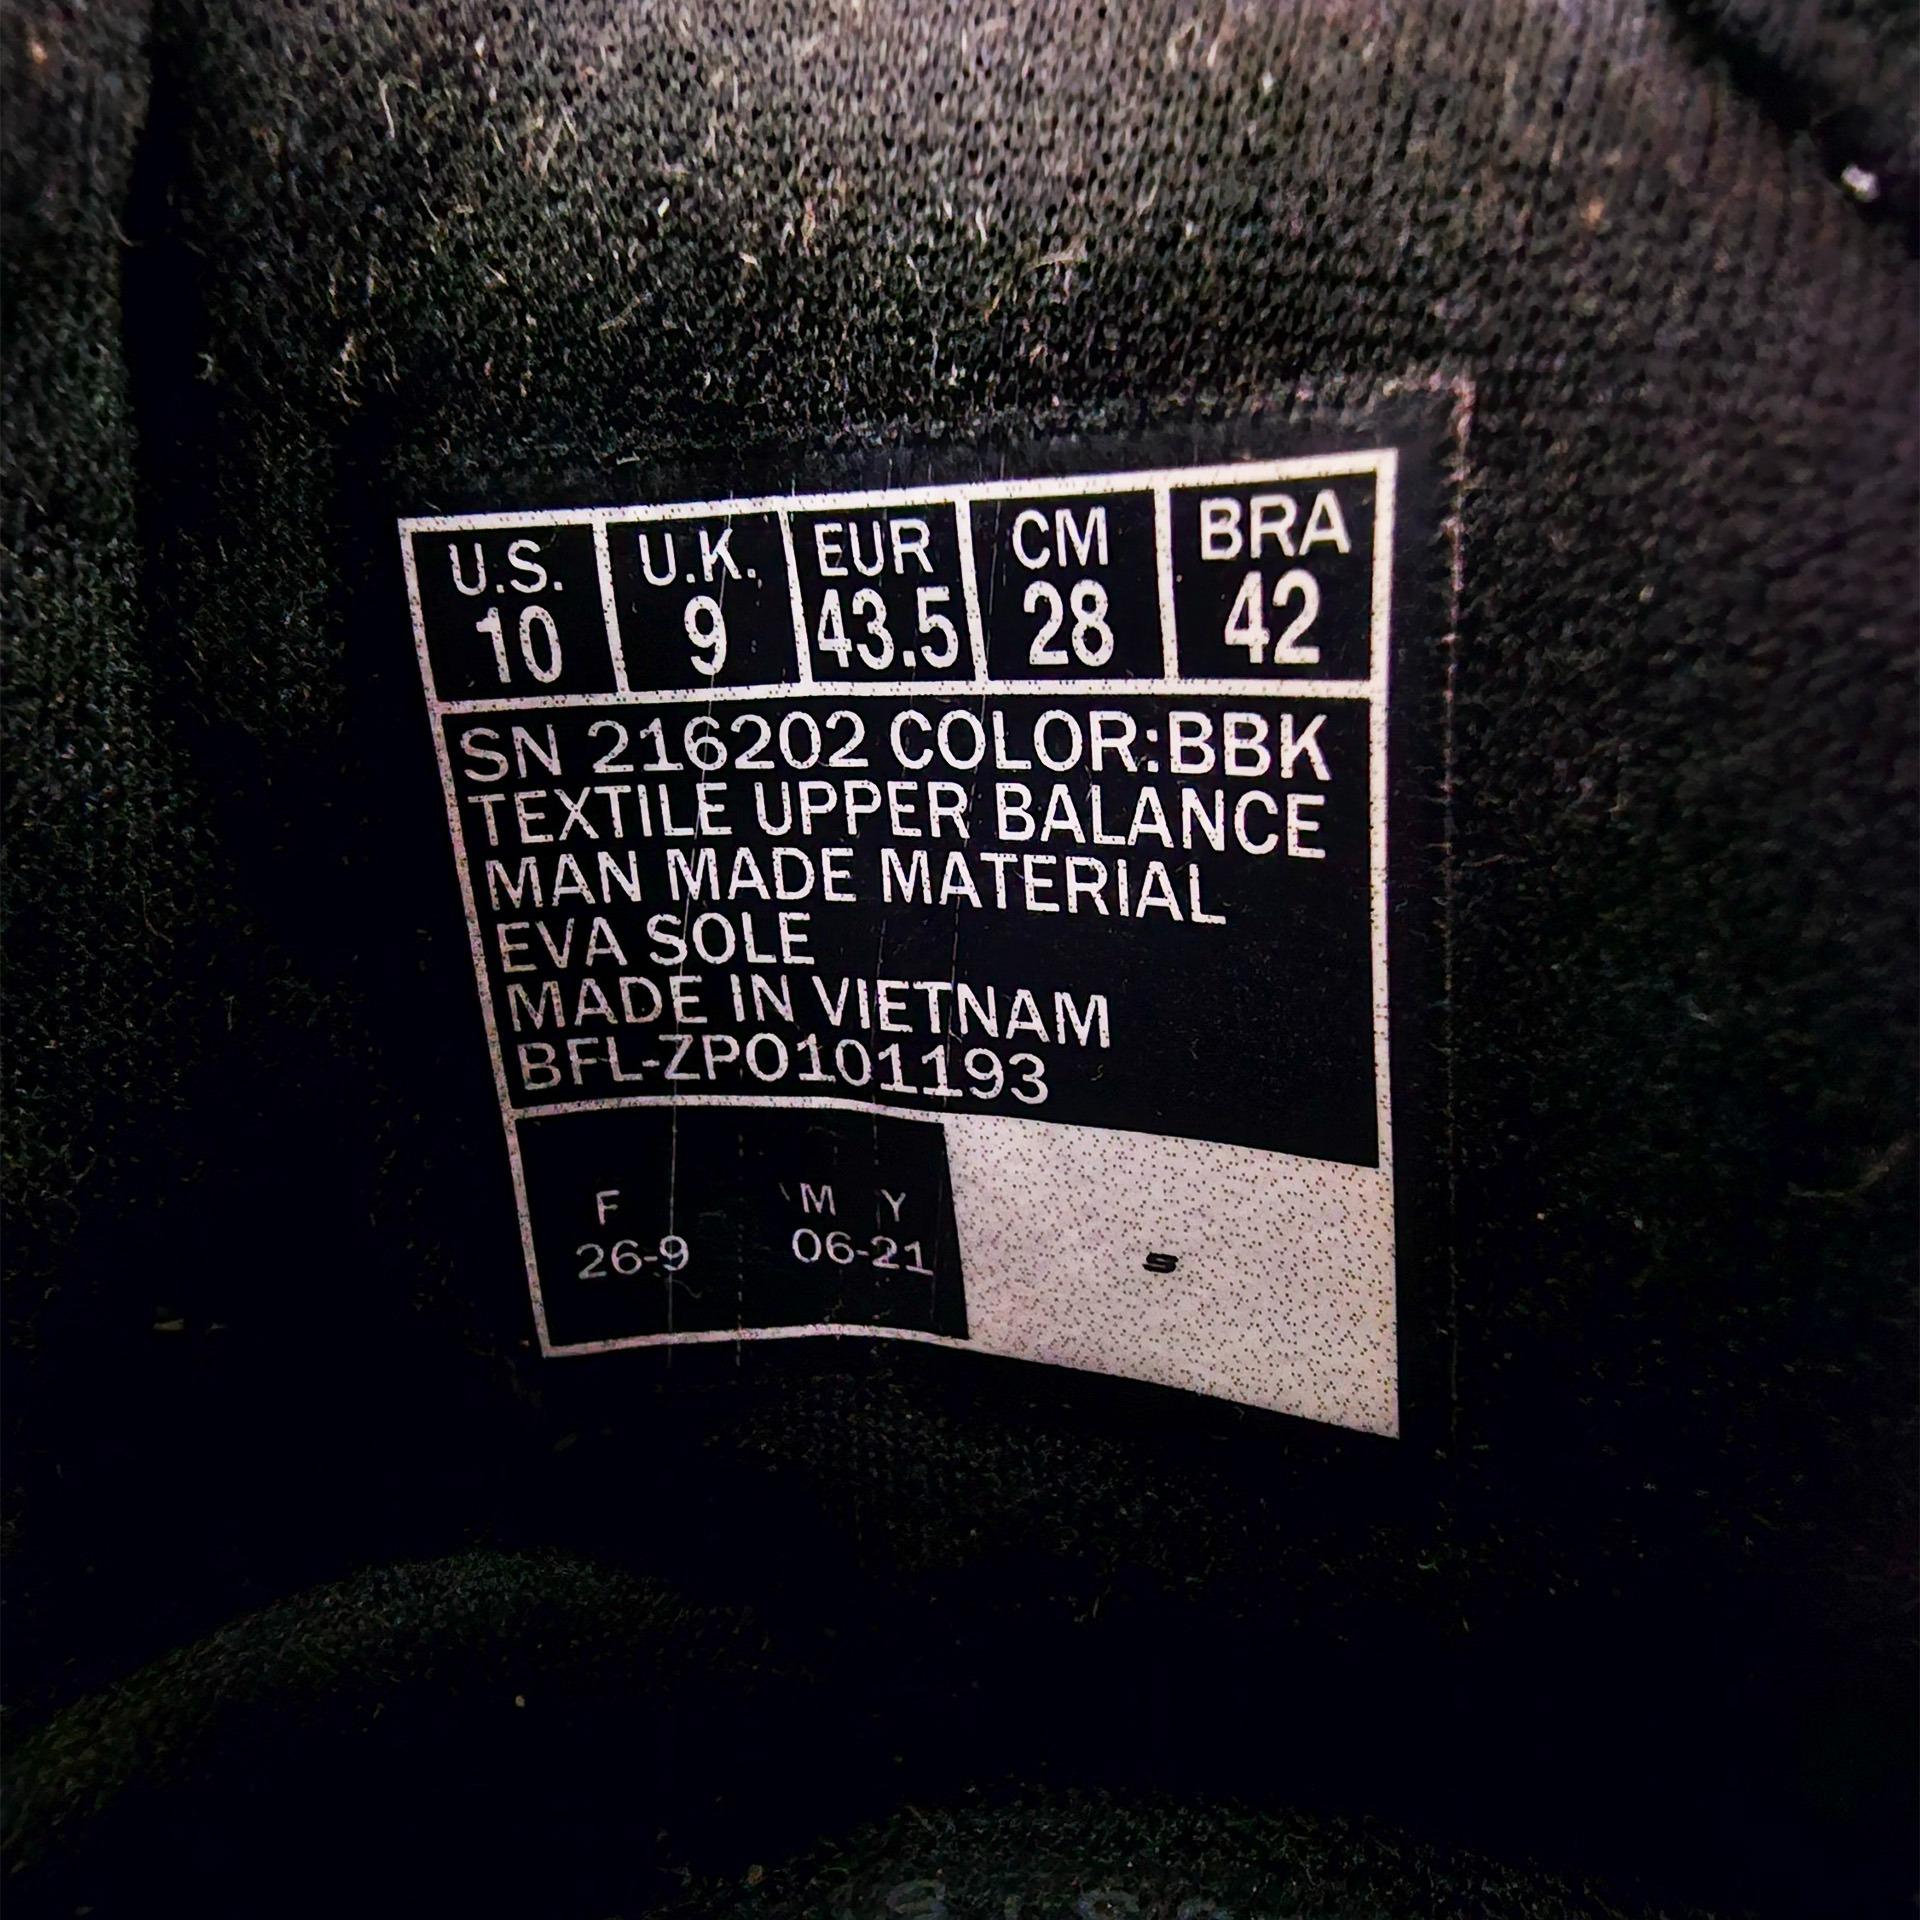 U.S. U.K. EUR CM BRA
10 9 43.5 28 42
SN 216202 COLOR:BBK
TEXTILE UPPER BALANCE
MAN MADE MATERIAL
EVA SOLE
MADE IN VIETNAM
BFL-ZPO101193
F M Y
26-9 06-21
S